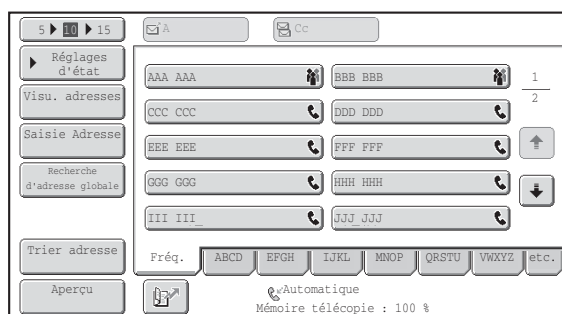 5 10 15
A
Cc
Réglages
d'état
Visu. adresses
Saisie Adresse
Recherche
d'adresse globale
Trier adresse
Aperçu
AAA AAA
BBB BBB
CCC CCC
DDD DDD
EEE EEE
FFF FFF
GGG GGG
HHH HHH
III III
JJJ JJJ
1
2
Fréq.
ABCD
EFGH
IJKL
MNOP
QRSTU
VWXYZ
etc.
Automatique
Mémoire télécopie : 100 %